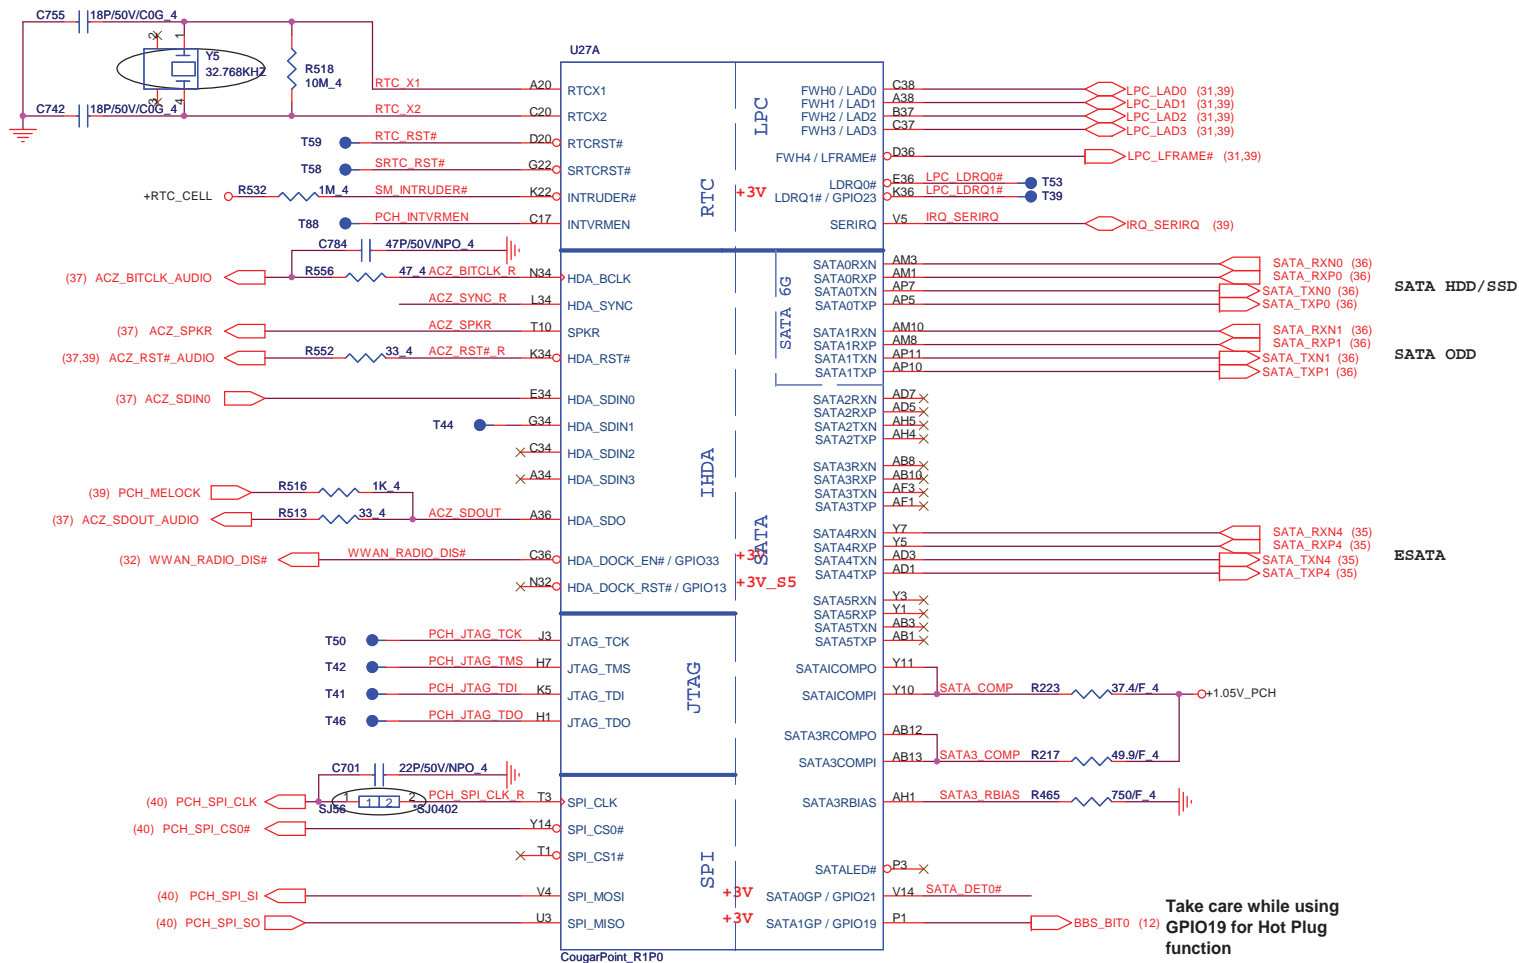 C755 18P/50V/C0G_4
2 1
Y5
32.768KHZ
R518
10M_4
3 4
C742 18P/50V/C0G_4
RTC_X1 A20 RTCX1
RTC_X2 C20 RTCX2
T59 RTC_RST# D20 RTCRST#
T58 SRTC_RST# G22 SRTCRST#
+RTC_CELL R532 1M_4 SM_INTRUDER# K22 INTRUDER#
T88 PCH_INTVRMEN C17 INTVRMEN
C784 47P/50V/NPO_4
(37) ACZ_BITCLK_AUDIO R556 47_4 ACZ_BITCLK_R N34 HDA_BCLK
ACZ_SYNC_R L34 HDA_SYNC
(37) ACZ_SPKR ACZ_SPKR T10 SPKR
(37,39) ACZ_RST#_AUDIO R552 33_4 ACZ_RST#_R K34 HDA_RST#
(37) ACZ_SDIN0 E34 HDA_SDIN0
T44 G34 HDA_SDIN1
C34 HDA_SDIN2
A34 HDA_SDIN3
(39) PCH_MELOCK R516 1K_4
(37) ACZ_SDOUT_AUDIO R513 33_4 ACZ_SDOUT A36 HDA_SDO
(32) WWAN_RADIO_DIS# WWAN_RADIO_DIS# C36 HDA_DOCK_EN# / GPIO33 +3V
N32 HDA_DOCK_RST# / GPIO13 +3V_S5
T50 PCH_JTAG_TCK J3 JTAG_TCK
T42 PCH_JTAG_TMS H7 JTAG_TMS
T41 PCH_JTAG_TDI K5 JTAG_TDI
T46 PCH_JTAG_TDO H1 JTAG_TDO
C701 22P/50V/NPO_4
(40) PCH_SPI_CLK 1 1 2 2 PCH_SPI_CLK_R T3 SPI_CLK
SJ56 *SJ0402
(40) PCH_SPI_CS0# Y14 SPI_CS0#
T1 SPI_CS1#
(40) PCH_SPI_SI V4 SPI_MOSI +3V
(40) PCH_SPI_SO U3 SPI_MISO +3V
U27A
RTC
IHDA
JTAG
SPI
LPC
SATA 6G
SATA
+3V
FWH0 / LAD0 C38 LPC_LAD0 (31,39)
FWH1 / LAD1 A38 LPC_LAD1 (31,39)
FWH2 / LAD2 B37 LPC_LAD2 (31,39)
FWH3 / LAD3 C37 LPC_LAD3 (31,39)
FWH4 / LFRAME# D36 LPC_LFRAME# (31,39)
LDRQ0# E36 LPC_LDRQ0# T53
LDRQ1# / GPIO23 K36 LPC_LDRQ1# T39
SERIRQ V5 IRQ_SERIRQ IRQ_SERIRQ (39)
SATA0RXN AM3 SATA_RXN0 (36)
SATA0RXP AM1 SATA_RXP0 (36)
SATA0TXN AP7 SATA_TXN0 (36)
SATA0TXP AP5 SATA_TXP0 (36)
SATA HDD/SSD
SATA1RXN AM10 SATA_RXN1 (36)
SATA1RXP AM8 SATA_RXP1 (36)
SATA1TXN AP11 SATA_TXN1 (36)
SATA1TXP AP10 SATA_TXP1 (36)
SATA ODD
SATA2RXN AD7
SATA2RXP AD5
SATA2TXN AH5
SATA2TXP AH4
SATA3RXN AB8
SATA3RXP AB10
SATA3TXN AF3
SATA3TXP AF1
SATA4RXN Y7 SATA_RXN4 (35)
SATA4RXP Y5 SATA_RXP4 (35)
SATA4TXN AD3 SATA_TXN4 (35)
SATA4TXP AD1 SATA_TXP4 (35)
ESATA
SATA5RXN Y3
SATA5RXP Y1
SATA5TXN AB3
SATA5TXP AB1
SATAICOMPO Y11
SATAICOMPI Y10 SATA_COMP R223 37.4/F_4 +1.05V_PCH
SATA3RCOMPO AB12
SATA3COMPI AB13 SATA3_COMP R217 49.9/F_4
SATA3RBIAS AH1 SATA3_RBIAS R465 750/F_4
SATALED# P3
SATA0GP / GPIO21 V14 SATA_DET0#
SATA1GP / GPIO19 P1 BBS_BIT0 (12)
Take care while using
GPIO19 for Hot Plug
function
CougarPoint_R1P0